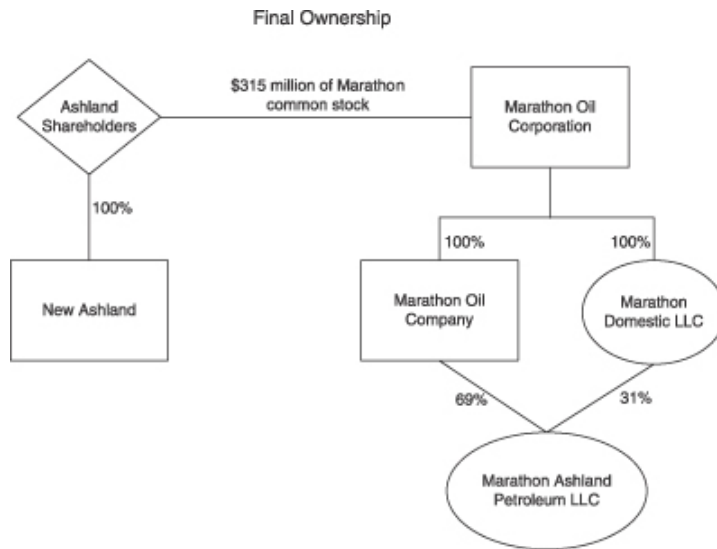 Final Ownership
$315 million of Marathon
common stock
Ashland
Shareholders
Marathon Oil
Corporation
100%
100%
100%
New Ashland
Marathon Oil
Company
Marathon
Domestic LLC
69%
31%
Marathon Ashland
Petroleum LLC